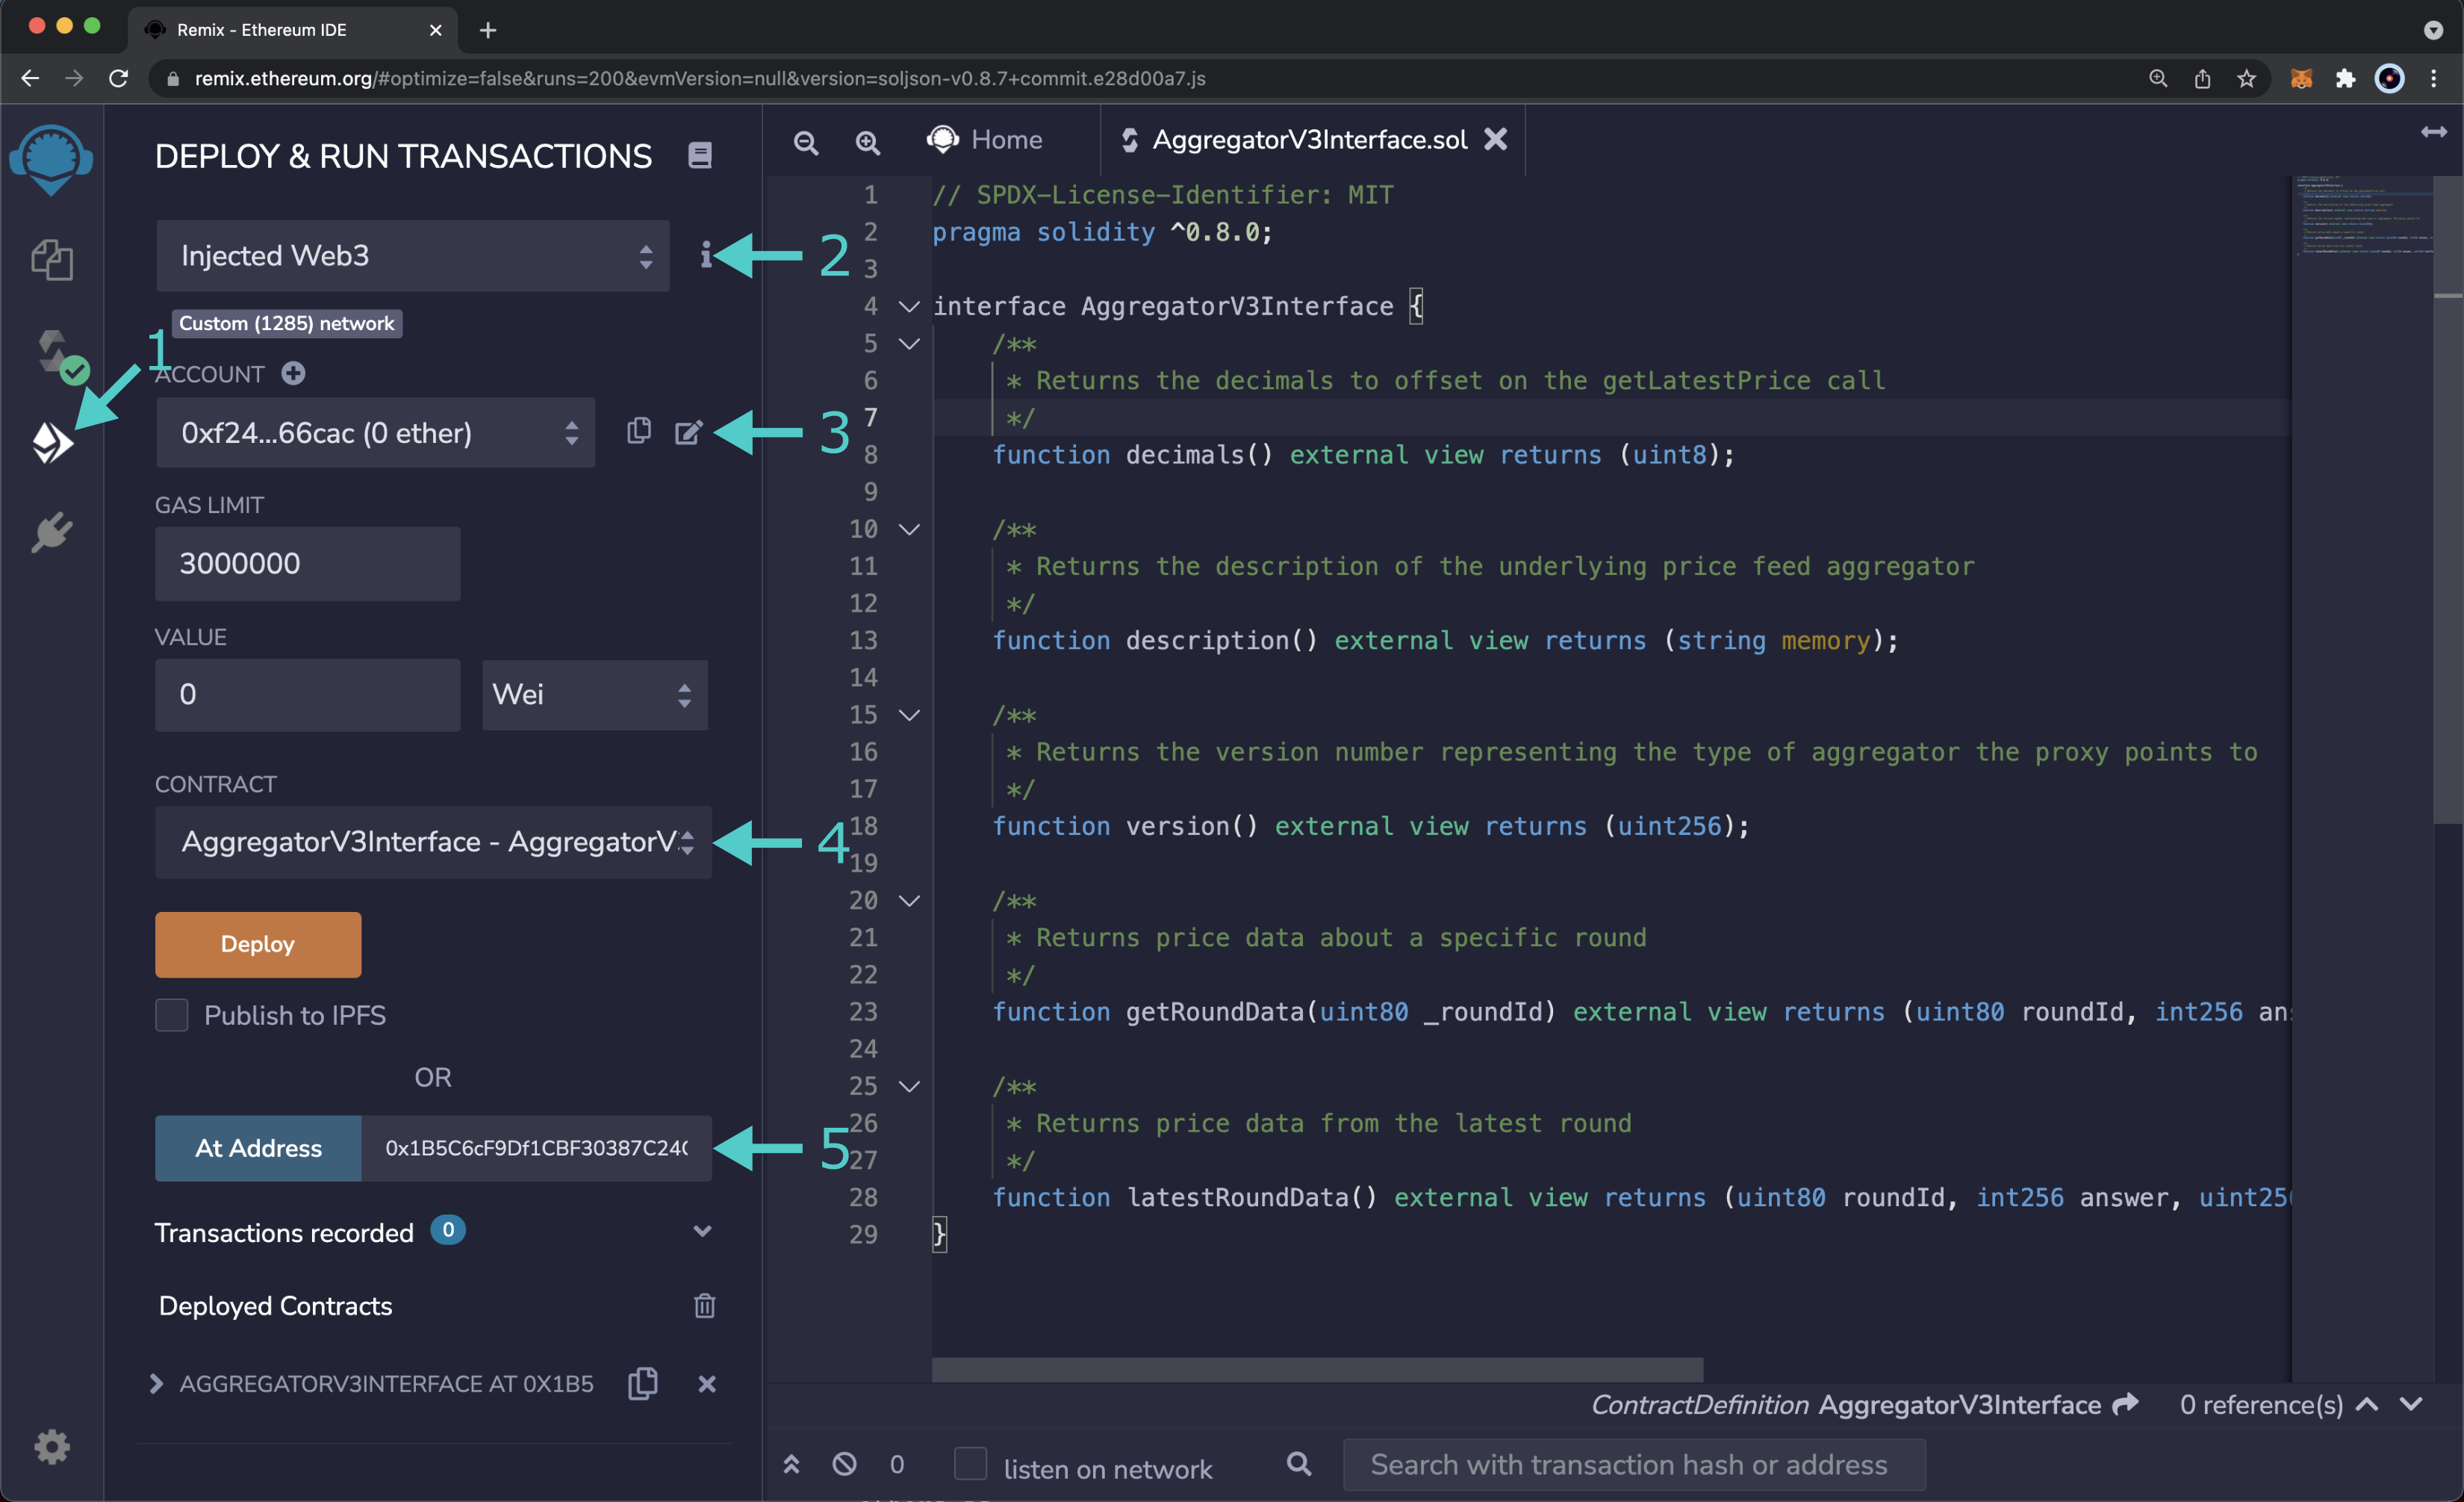 Remix - Ethereum IDE
remix.ethereum.org/#optimize=false&runs=200&evmVersion=null&version=soljson-v0.8.7+commit.e28d00a7.js
DEPLOY & RUN TRANSACTIONS
Injected Web3
2
Custom (1285) network
1
ACCOUNT
0xf24...66cac (0 ether)
3
GAS LIMIT
3000000
VALUE
0
Wei
CONTRACT
AggregatorV3Interface - AggregatorV
4
Deploy
Publish to IPFS
OR
At Address
0x1B5C6cF9Df1CBF30387C24
5
Transactions recorded 0
Deployed Contracts
AGGREGATORV3INTERFACE AT 0X1B5
Home
AggregatorV3Interface.sol
1 // SPDX-License-Identifier: MIT
2 pragma solidity ^0.8.0;
3
4 interface AggregatorV3Interface {
5 /**
6 * Returns the decimals to offset on the getLatestPrice call
7 */
8 function decimals() external view returns (uint8);
9
10 /**
11 * Returns the description of the underlying price feed aggregator
12 */
13 function description() external view returns (string memory);
14
15 /**
16 * Returns the version number representing the type of aggregator the proxy points to
17 */
18 function version() external view returns (uint256);
19
20 /**
21 * Returns price data about a specific round
22 */
23 function getRoundData(uint80 _roundId) external view returns (uint80 roundId, int256 an
24
25 /**
26 * Returns price data from the latest round
27 */
28 function latestRoundData() external view returns (uint80 roundId, int256 answer, uint25
29 }
ContractDefinition AggregatorV3Interface 0 reference(s)
0 listen on network
Search with transaction hash or address